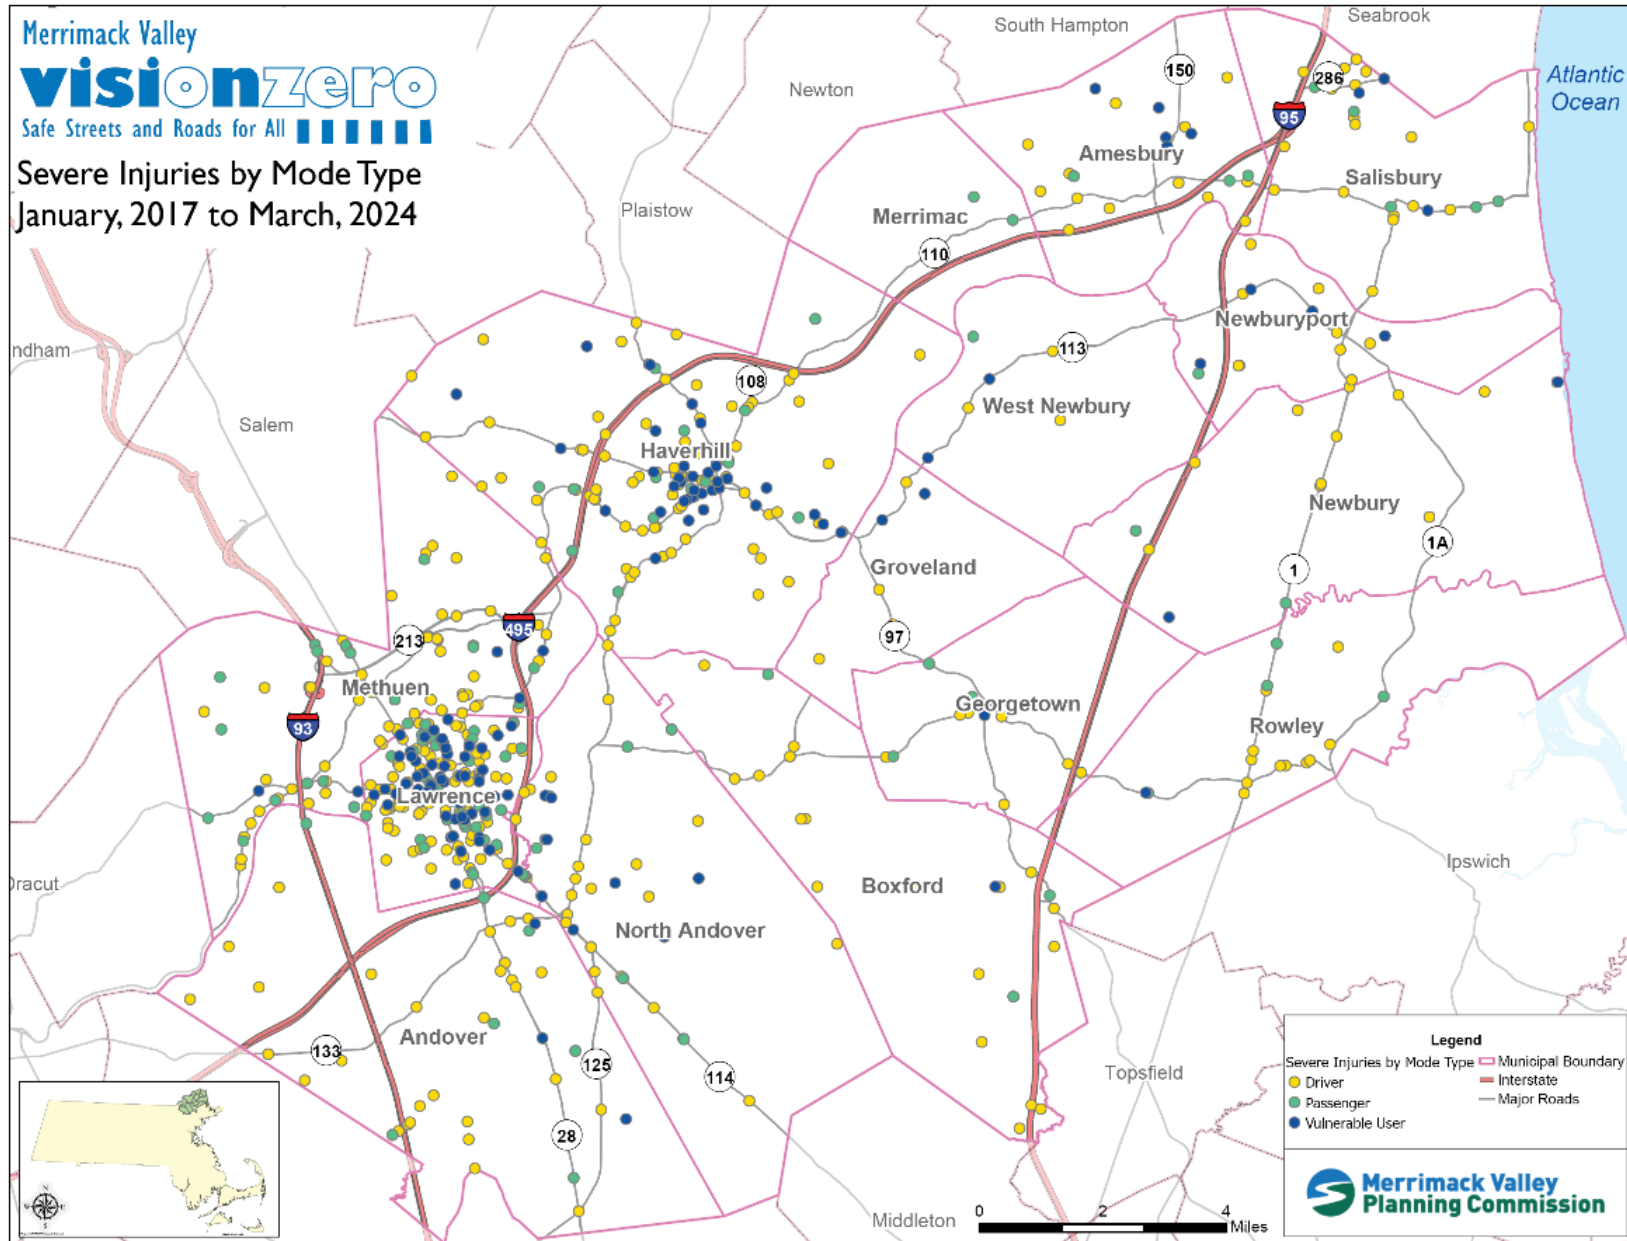 Merrimack Valley
visionzero
Safe Streets and Roads for All
Severe Injuries by Mode Type
January, 2017 to March, 2024
South Hampton
Seabrook
150
286
Atlantic
Ocean
Newton
95
Amesbury
Salisbury
Plaistow
Merrimac
110
Newburyport
113
ndham
108
West Newbury
Salem
Haverhill
Newbury
1A
Groveland
1
495
97
213
Methuen
Georgetown
93
Rowley
Lawrence
Ipswich
Dracut
Boxford
North Andover
Andover
133
125
114
Topsfield
28
Middleton
0 2 4
Miles
Legend
Severe Injuries by Mode Type
Driver
Passenger
Vulnerable User
Municipal Boundary
Interstate
Major Roads
Merrimack Valley
Planning Commission
N
S